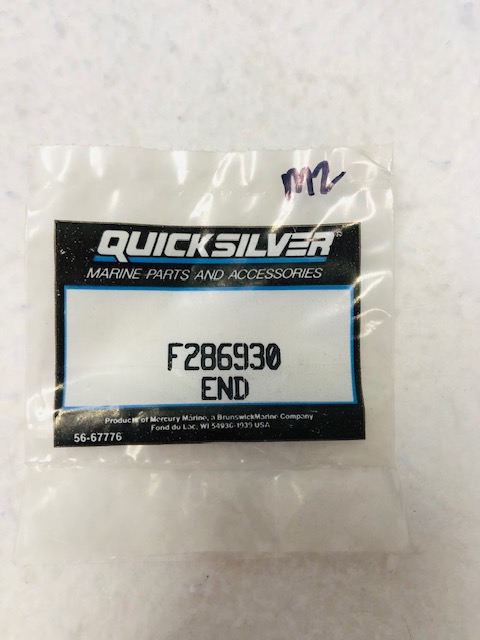 M2
QUICKSILVER®
MARINE PARTS AND ACCESSORIES
F286930
END
Products of Mercury Marine, a Brunswick Marine Company
Fond du Lac, WI 54936-1939 USA
56-67776